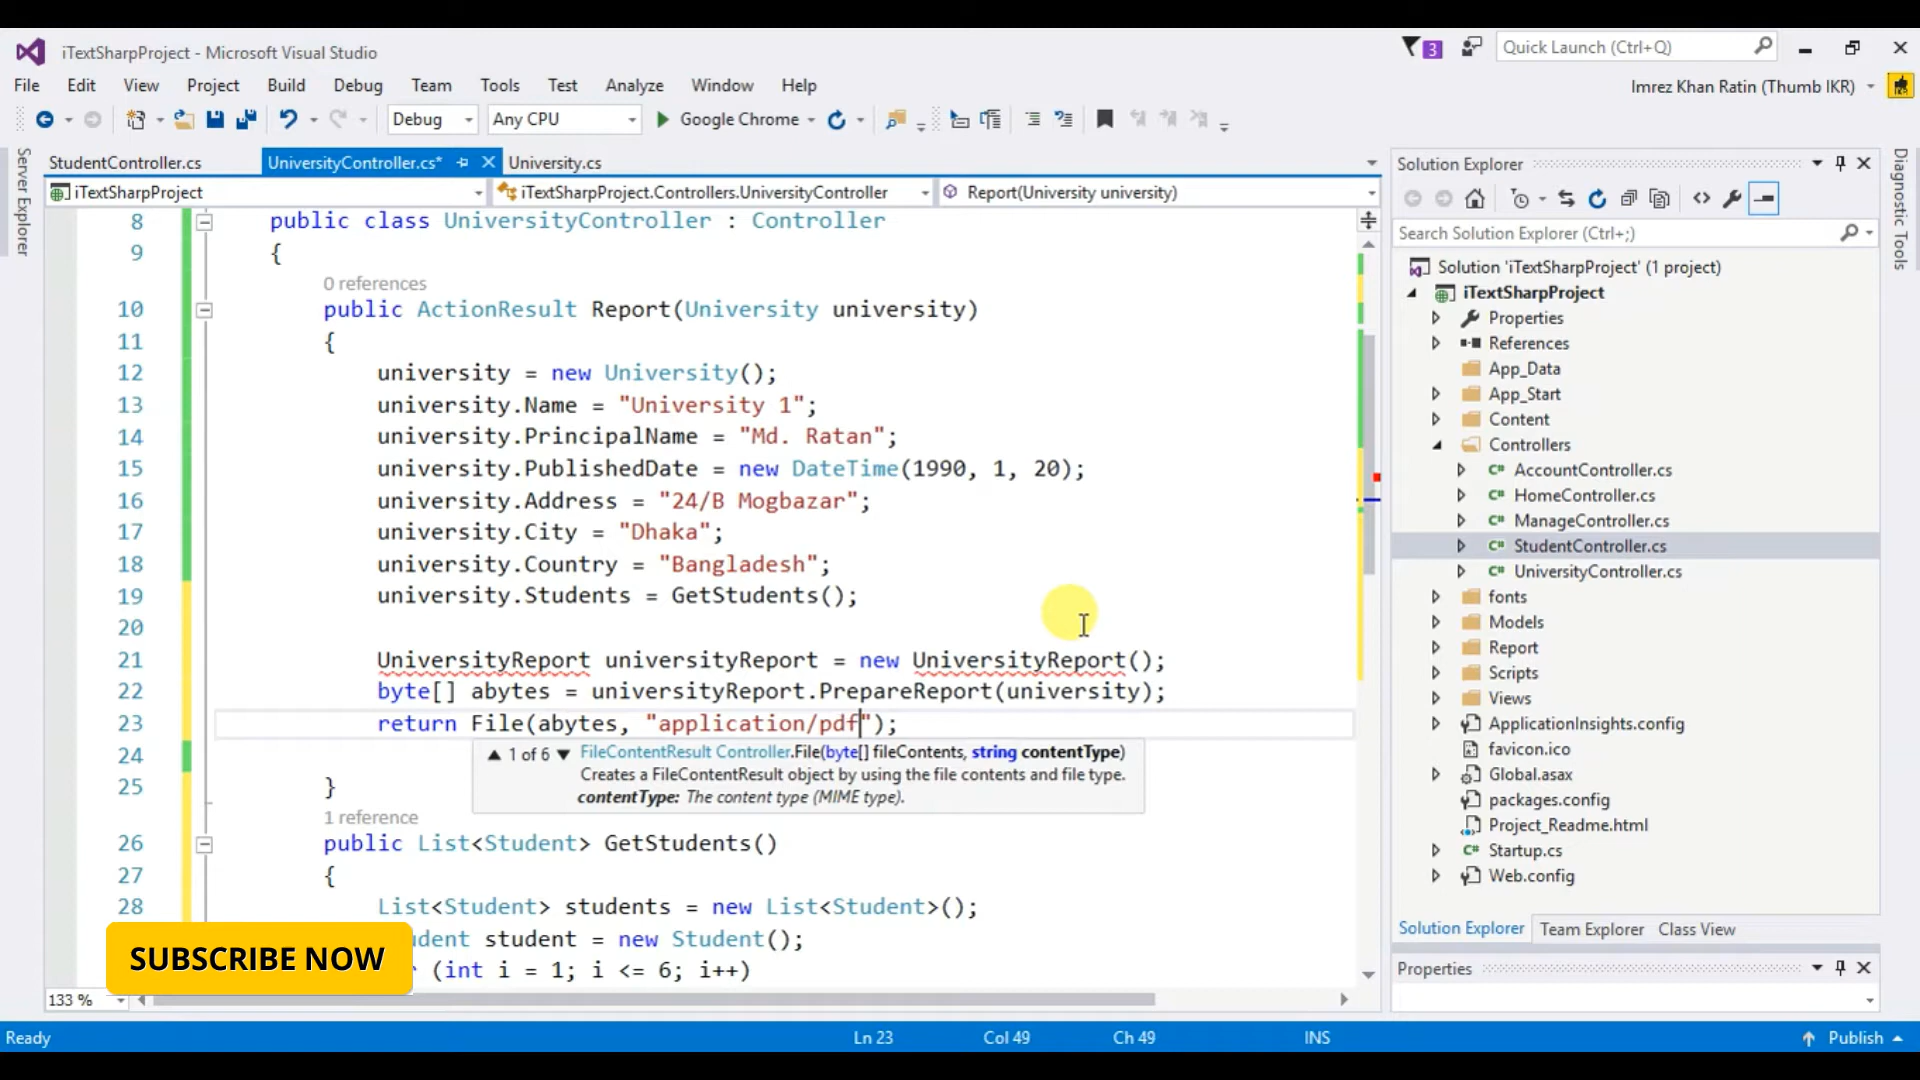 iTextSharpProject - Microsoft Visual Studio
3
Quick Launch (Ctrl+Q)
File Edit View Project Build Debug Team Tools Test Analyze Window Help
Imrez Khan Ratin (Thumb IKR)
Debug Any CPU Google Chrome
StudentController.cs UniversityController.cs* University.cs
iTextSharpProject iTextSharpProject.Controllers.UniversityController Report(University university)
Server Explorer
8 public class UniversityController : Controller
9 {
0 references
10 public ActionResult Report(University university)
11 {
12 university = new University();
13 university.Name = "University 1";
14 university.PrincipalName = "Md. Ratan";
15 university.PublishedDate = new DateTime(1990, 1, 20);
16 university.Address = "24/B Mogbazar";
17 university.City = "Dhaka";
18 university.Country = "Bangladesh";
19 university.Students = GetStudents();
20
21 UniversityReport universityReport = new UniversityReport();
22 byte[] abytes = universityReport.PrepareReport(university);
23 return File(abytes, "application/pdf");
24
▲ 1 of 6 ▼ FileContentResult Controller.File(byte[] fileContents, string contentType)
Creates a FileContentResult object by using the file contents and file type.
contentType: The content type (MIME type).
25 }
1 reference
26 public List<Student> GetStudents()
27 {
28 List<Student> students = new List<Student>();
udent student = new Student();
(int i = 1; i <= 6; i++)
SUBSCRIBE NOW
133 %
Solution Explorer
Search Solution Explorer (Ctrl+;)
Solution 'iTextSharpProject' (1 project)
iTextSharpProject
Properties
References
App_Data
App_Start
Content
Controllers
C# AccountController.cs
C# HomeController.cs
C# ManageController.cs
C# StudentController.cs
C# UniversityController.cs
fonts
Models
Report
Scripts
Views
ApplicationInsights.config
favicon.ico
Global.asax
packages.config
Project_Readme.html
C# Startup.cs
Web.config
Solution Explorer Team Explorer Class View
Properties
Diagnostic Tools
Ready Ln 23 Col 49 Ch 49 INS Publish